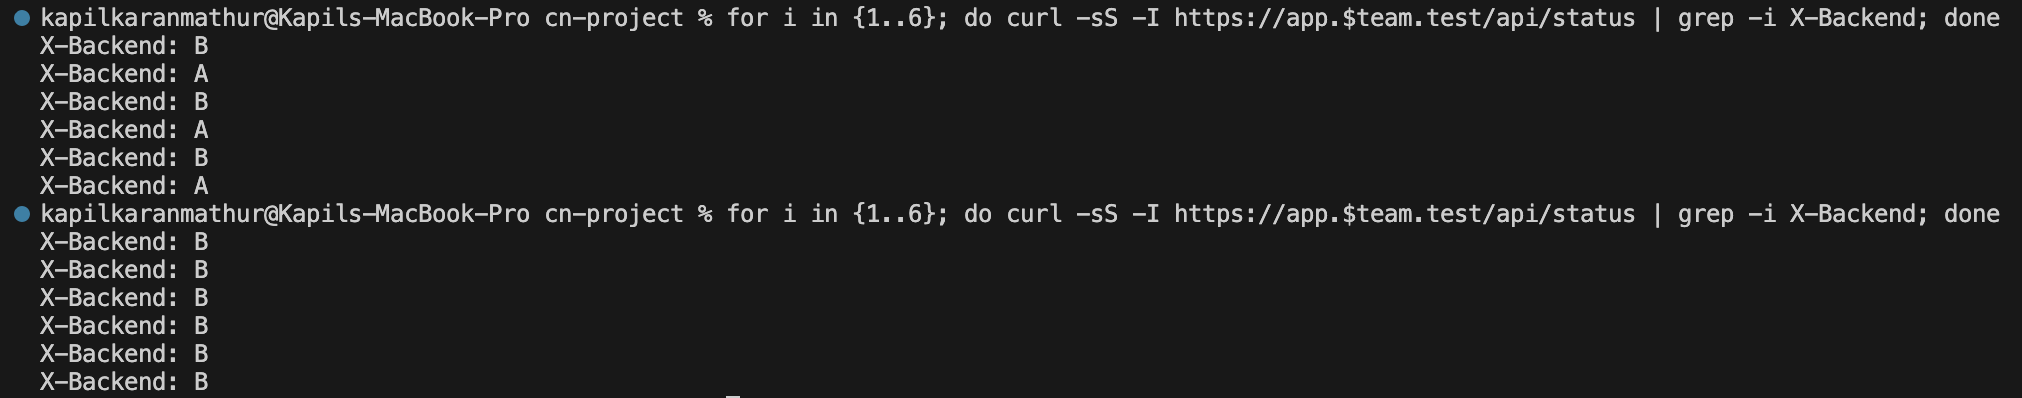 kapilkaranmathur@Kapils-MacBook-Pro cn-project % for i in {1..6}; do curl -sS -I https://app.$team.test/api/status | grep -i X-Backend; done
X-Backend: B
X-Backend: A
X-Backend: B
X-Backend: A
X-Backend: B
X-Backend: A
kapilkaranmathur@Kapils-MacBook-Pro cn-project % for i in {1..6}; do curl -sS -I https://app.$team.test/api/status | grep -i X-Backend; done
X-Backend: B
X-Backend: B
X-Backend: B
X-Backend: B
X-Backend: B
X-Backend: B